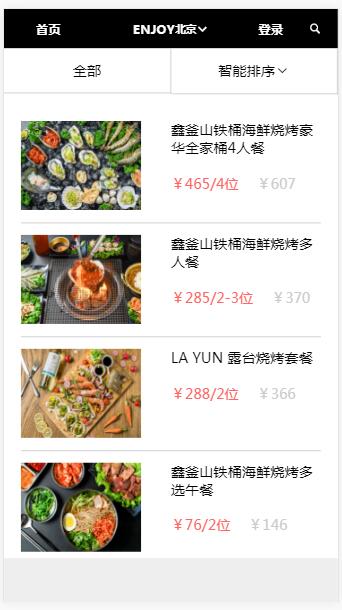 首页 ENJOY北京 登录
全部 智能排序
鑫釜山铁桶海鲜烧烤豪
华全家桶4人餐
￥465/4位 ￥607
鑫釜山铁桶海鲜烧烤多
人餐
￥285/2-3位 ￥370
LA YUN 露台烧烤套餐
￥288/2位 ￥366
鑫釜山铁桶海鲜烧烤多
选午餐
￥76/2位 ￥146